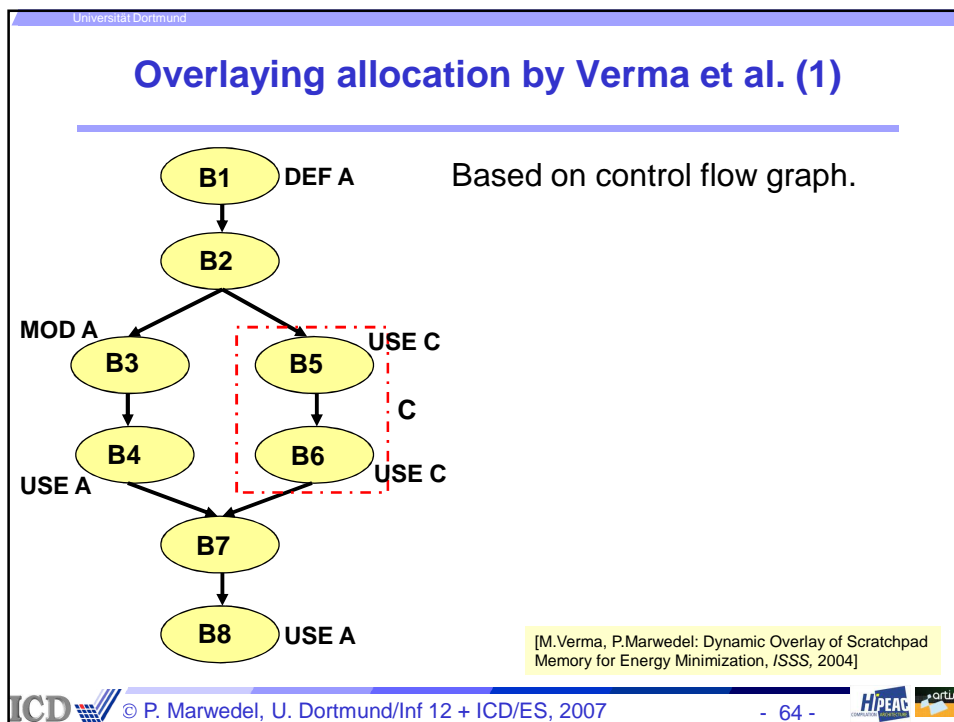 Universität Dortmund
Overlaying allocation by Verma et al. (1)
B1 DEF A
Based on control flow graph.
B2
MOD A
USE C
B3
B5
C
B4
B6
USE A
USE C
B7
B8 USE A
[M.Verma, P.Marwedel: Dynamic Overlay of Scratchpad
Memory for Energy Minimization, ISSS, 2004]
ICD © P. Marwedel, U. Dortmund/Inf 12 + ICD/ES, 2007 - 64 - HiPEAC